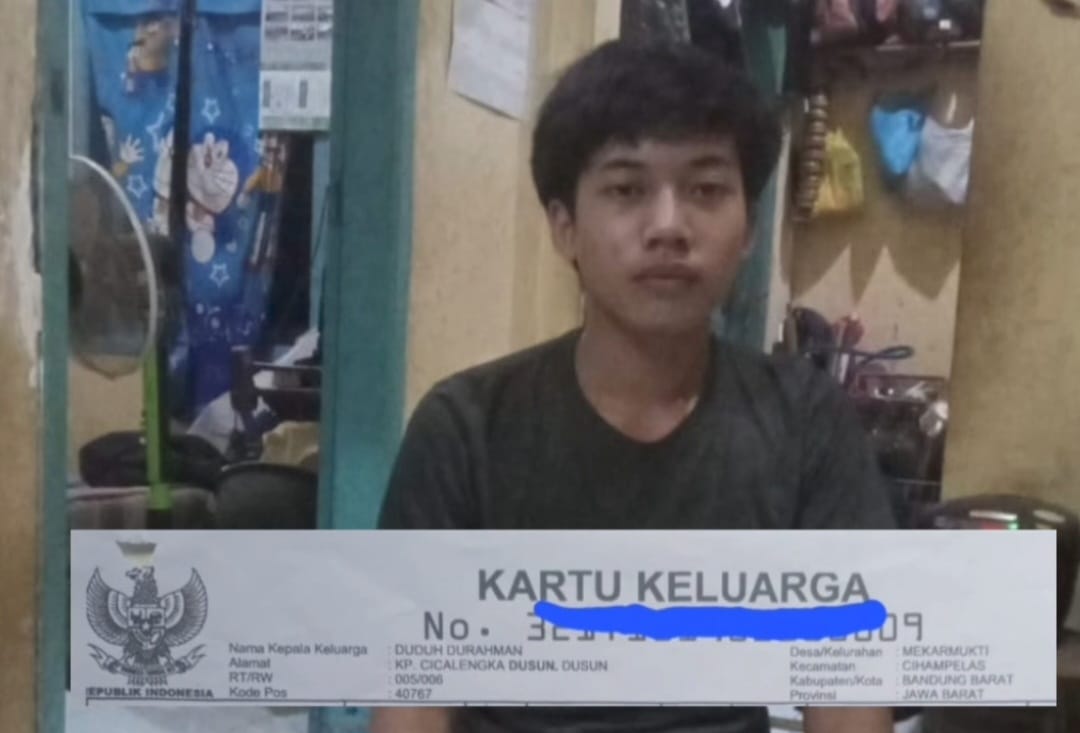 KARTU KELUARGA
No.
Nama Kepala Keluarga : DUDUH DURAHMAN
Alamat : KP. CICALENGKA DUSUN. DUSUN
RT/RW : 005/006
Kode Pos : 40767
Desa/Kelurahan : MEKARMUKTI
Kecamatan : CIHAMPELAS
Kabupaten/Kota : BANDUNG BARAT
Provinsi : JAWA BARAT
REPUBLIK INDONESIA